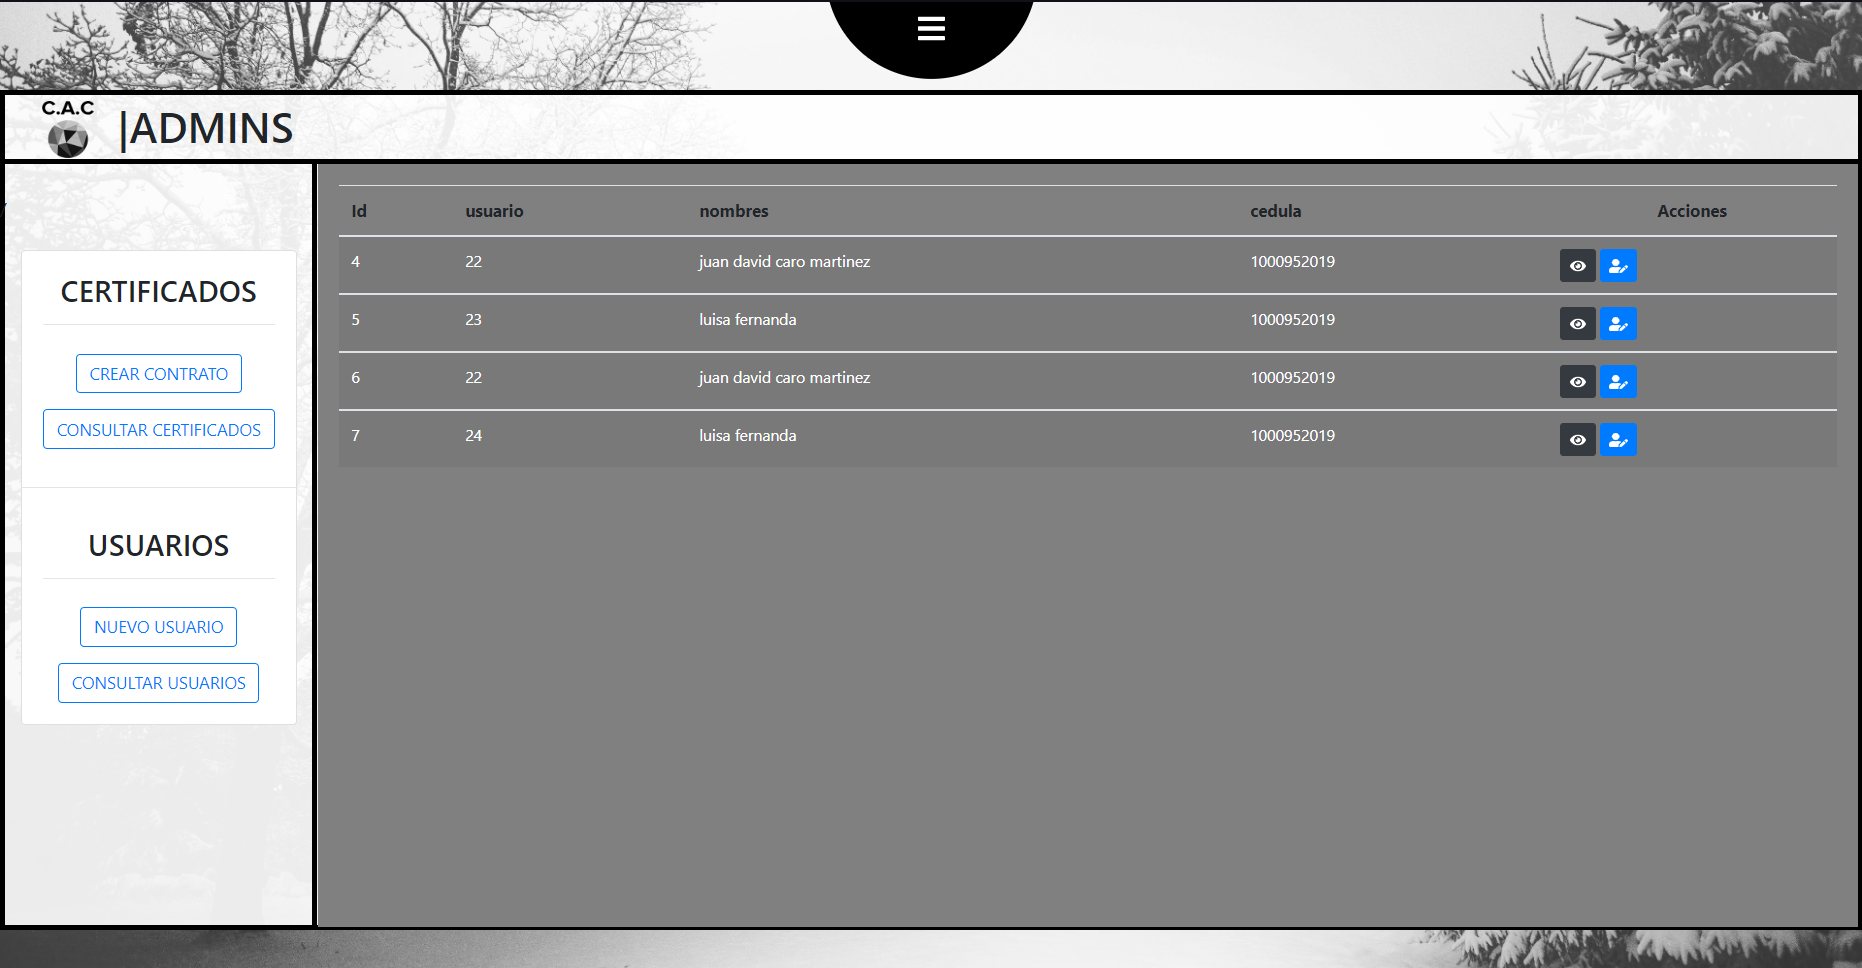 C.A.C
|ADMINS
CERTIFICADOS
CREAR CONTRATO
CONSULTAR CERTIFICADOS
USUARIOS
NUEVO USUARIO
CONSULTAR USUARIOS
Id usuario nombres cedula Acciones
4 22 juan david caro martinez 1000952019
5 23 luisa fernanda 1000952019
6 22 juan david caro martinez 1000952019
7 24 luisa fernanda 1000952019